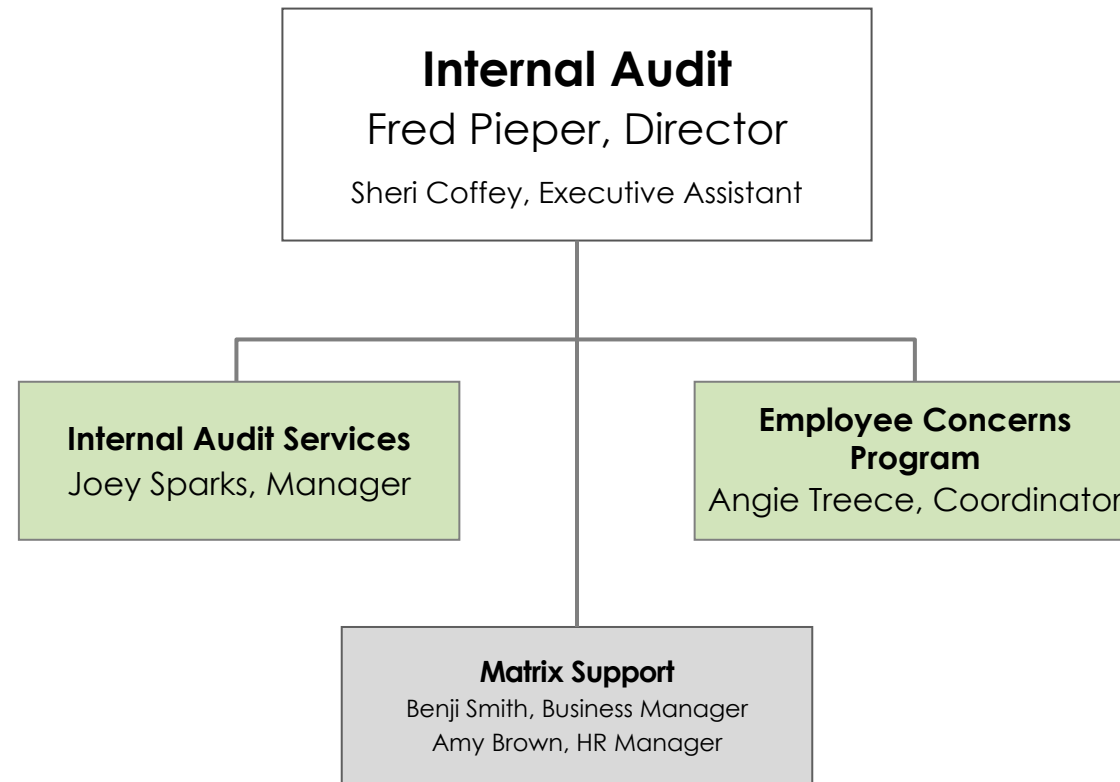 Internal Audit
Fred Pieper, Director
Sheri Coffey, Executive Assistant
Internal Audit Services
Joey Sparks, Manager
Employee Concerns
Program
Angie Treece, Coordinator
Matrix Support
Benji Smith, Business Manager
Amy Brown, HR Manager